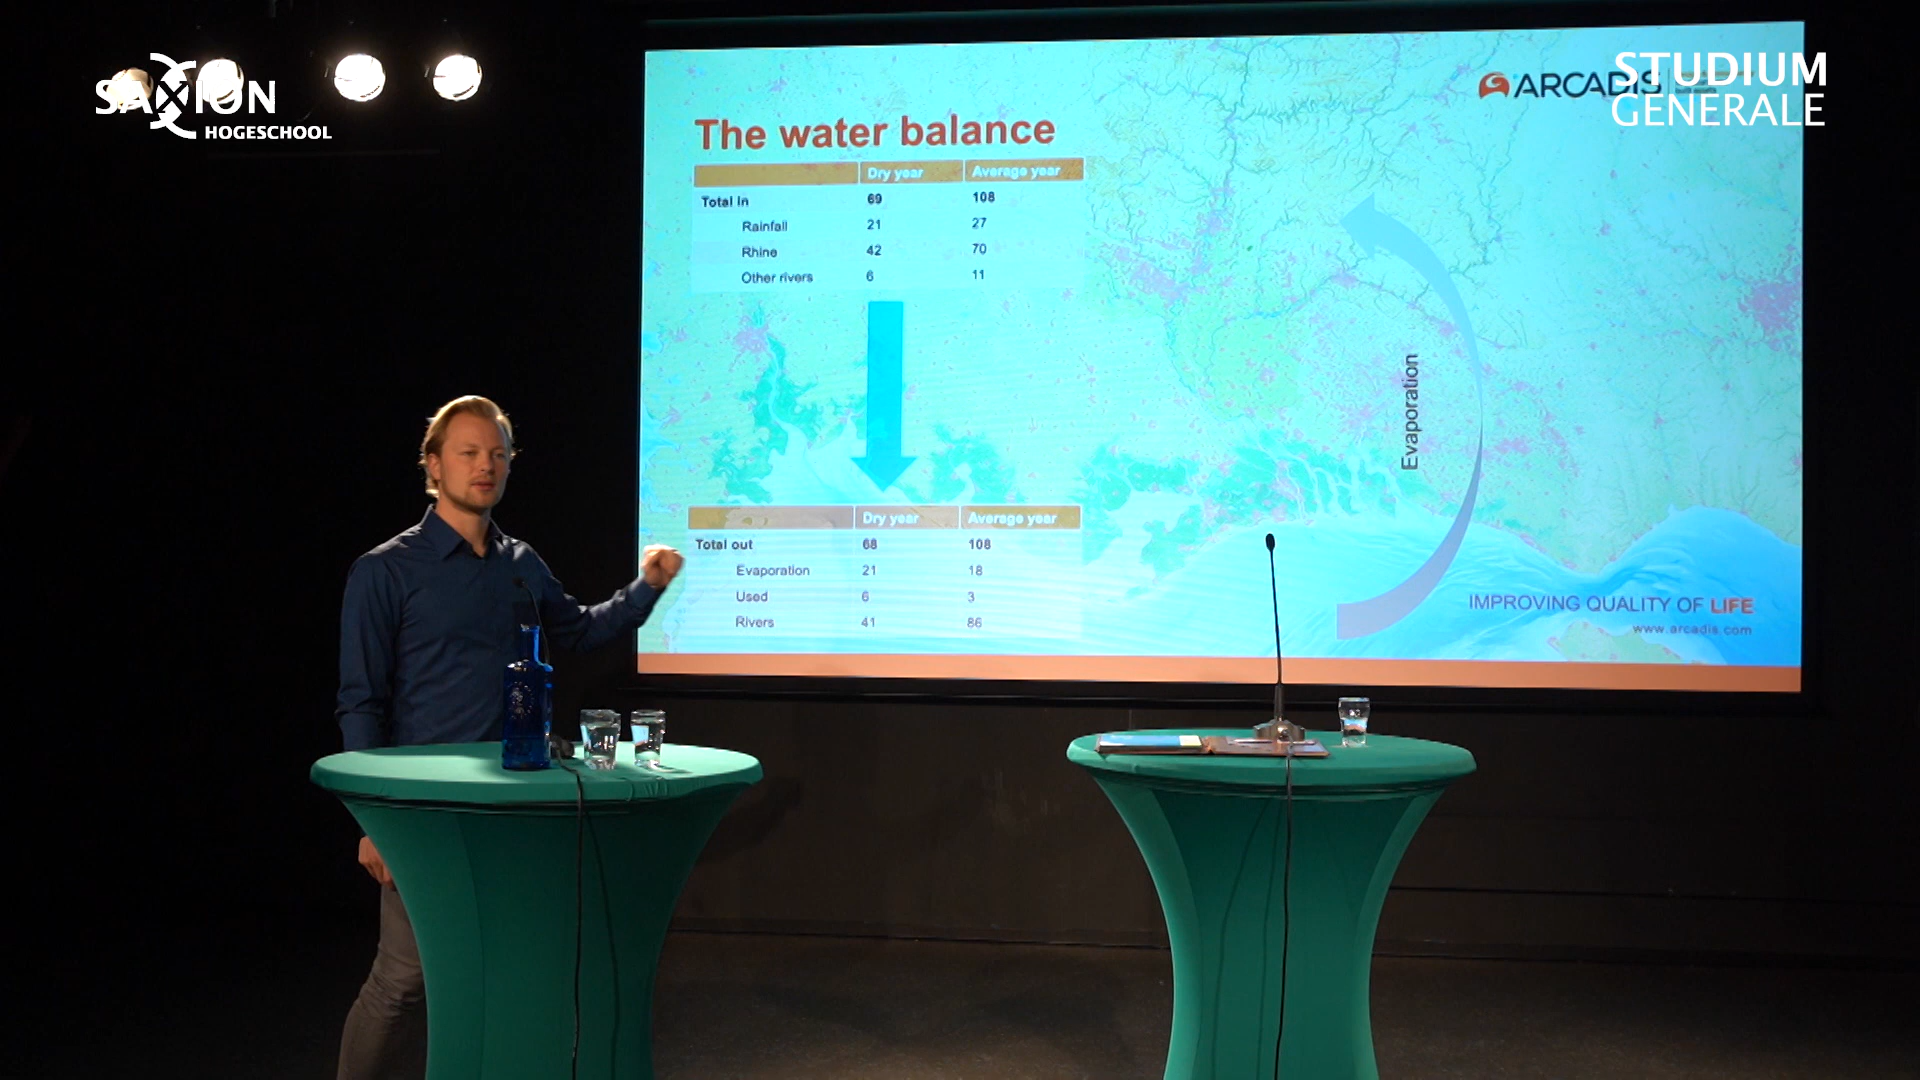 SAXION
HOGESCHOOL
STUDIUM
GENERALE
ARCADIS
The water balance
Dry year Average year
Total in 69 108
Rainfall 21 27
Rhine 42 70
Other rivers 6 11
Evaporation
Dry year Average year
Total out 68 108
Evaporation 21 18
Used 6 3
Rivers 41 86
IMPROVING QUALITY OF LIFE
www.arcadis.com